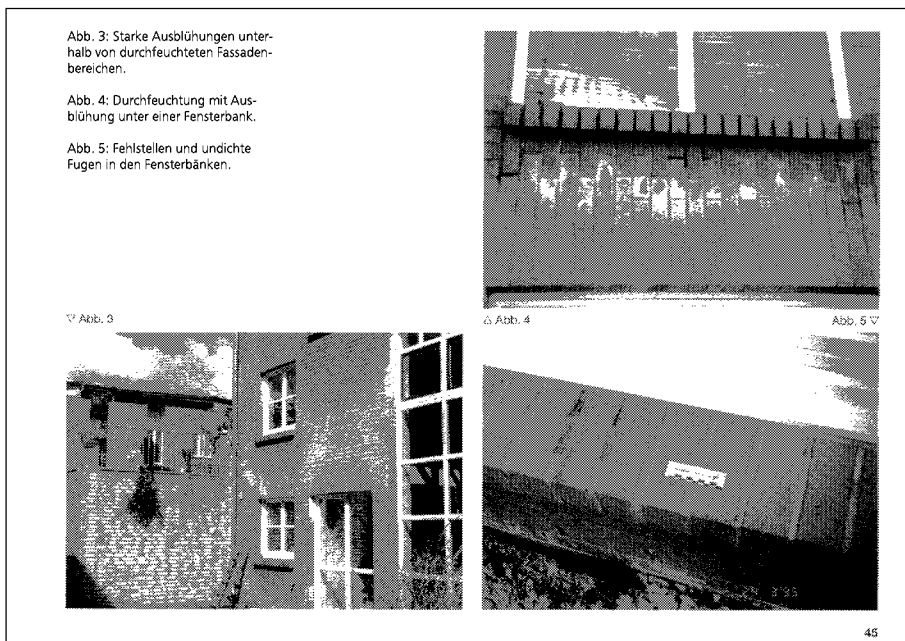 Abb. 3: Starke Ausblühungen unter-
halb von durchfeuchteten Fassaden-
bereichen.
Abb. 4: Durchfeuchtung mit Aus-
blühung unter einer Fensterbank.
Abb. 5: Fehlstellen und undichte
Fugen in den Fensterbänken.
▽ Abb. 3
△ Abb. 4
Abb. 5 ▽
45